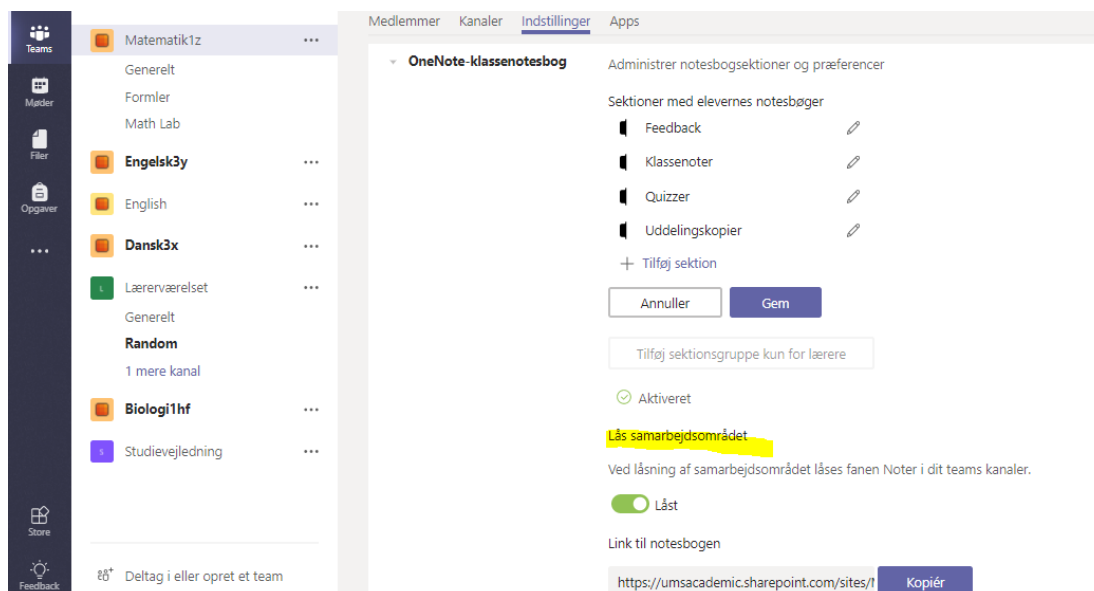 Teams
Møder
Filer
Opgaver
Store
Feedback
Matematik1z
Generelt
Formler
Math Lab
Engelsk3y
English
Dansk3x
L
Lærerværelset
Generelt
Random
1 mere kanal
Biologi1hf
S
Studievejledning
Deltag i eller opret et team
Medlemmer Kanaler Indstillinger Apps
OneNote-klassenotesbog
Administrer notesbogsektioner og præferencer
Sektioner med elevernes notesbøger
Feedback
Klassenoter
Quizzer
Uddelingskopier
Tilføj sektion
Annuller Gem
Tilføj sektionsgruppe kun for lærere
Aktiveret
Lås samarbejdsområdet
Ved låsning af samarbejdsområdet låses fanen Noter i dit teams kanaler.
Låst
Link til notesbogen
https://umsacademic.sharepoint.com/sites/ Kopiér